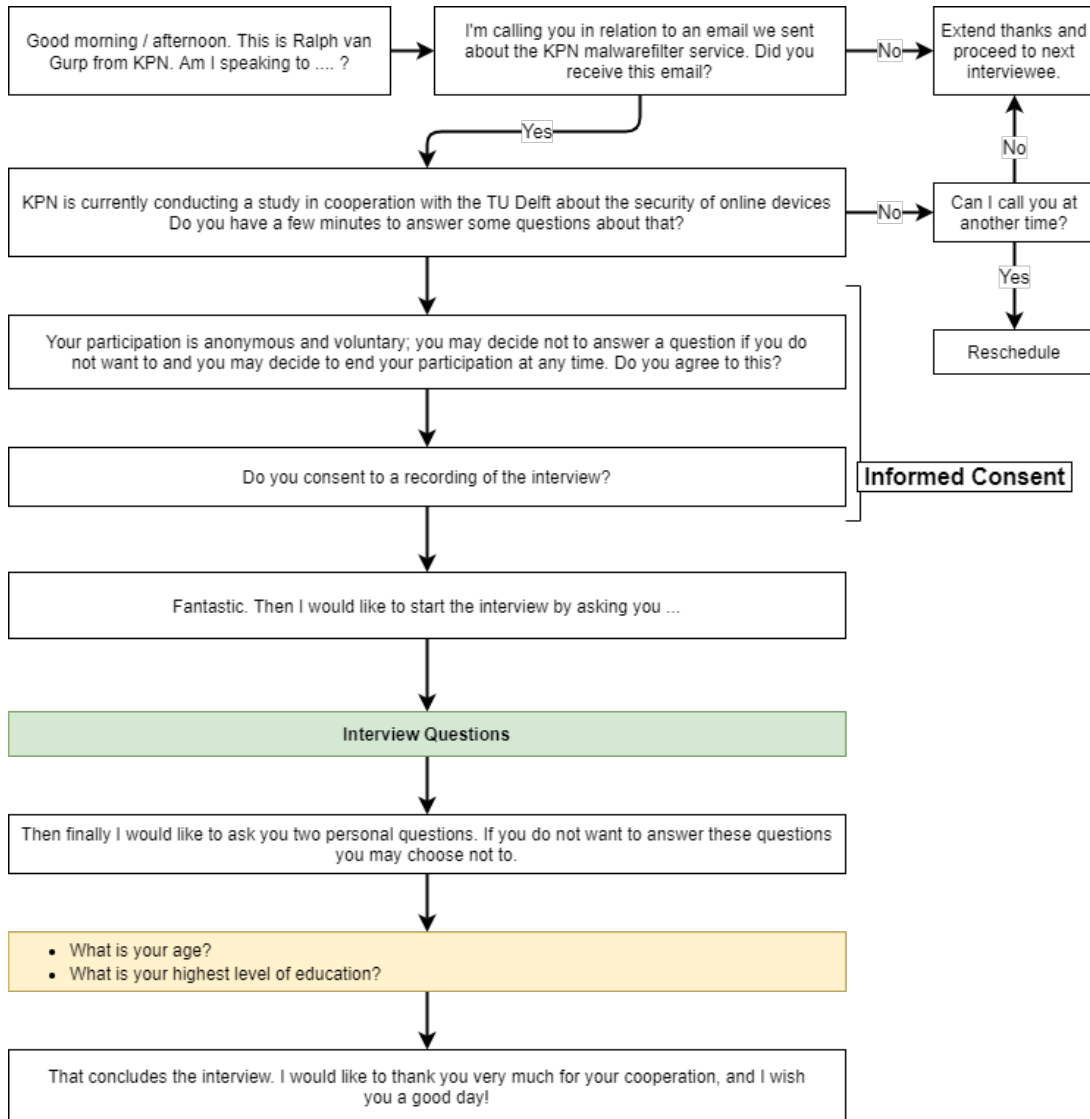 Good morning / afternoon. This is Ralph van
Gurp from KPN. Am I speaking to .... ?
I'm calling you in relation to an email we sent
about the KPN malwarefilter service. Did you
receive this email?
No
Extend thanks and
proceed to next
interviewee.
Yes
No
KPN is currently conducting a study in cooperation with the TU Delft about the security of online devices
Do you have a few minutes to answer some questions about that?
No
Can I call you at
another time?
Yes
Reschedule
Your participation is anonymous and voluntary; you may decide not to answer a question if you do
not want to and you may decide to end your participation at any time. Do you agree to this?
Do you consent to a recording of the interview?
Informed Consent
Fantastic. Then I would like to start the interview by asking you ...
Interview Questions
Then finally I would like to ask you two personal questions. If you do not want to answer these questions
you may choose not to.
• What is your age?
• What is your highest level of education?
That concludes the interview. I would like to thank you very much for your cooperation, and I wish
you a good day!